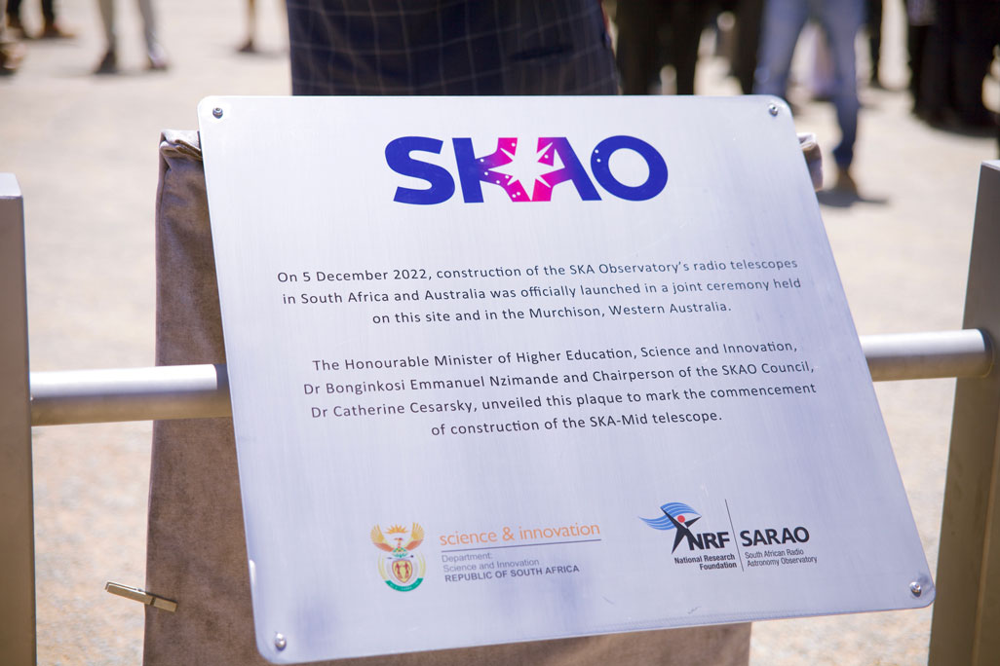 SKAO
On 5 December 2022, construction of the SKA Observatory's radio telescopes
in South Africa and Australia was officially launched in a joint ceremony held
on this site and in the Murchison, Western Australia.
The Honourable Minister of Higher Education, Science and Innovation,
Dr Bonginkosi Emmanuel Nzimande and Chairperson of the SKAO Council,
Dr Catherine Cesarsky, unveiled this plaque to mark the commencement
of construction of the SKA-Mid telescope.
science & innovation
Department:
Science and Innovation
REPUBLIC OF SOUTH AFRICA
NRF
National Research
Foundation
SARAO
South African Radio
Astronomy Observatory